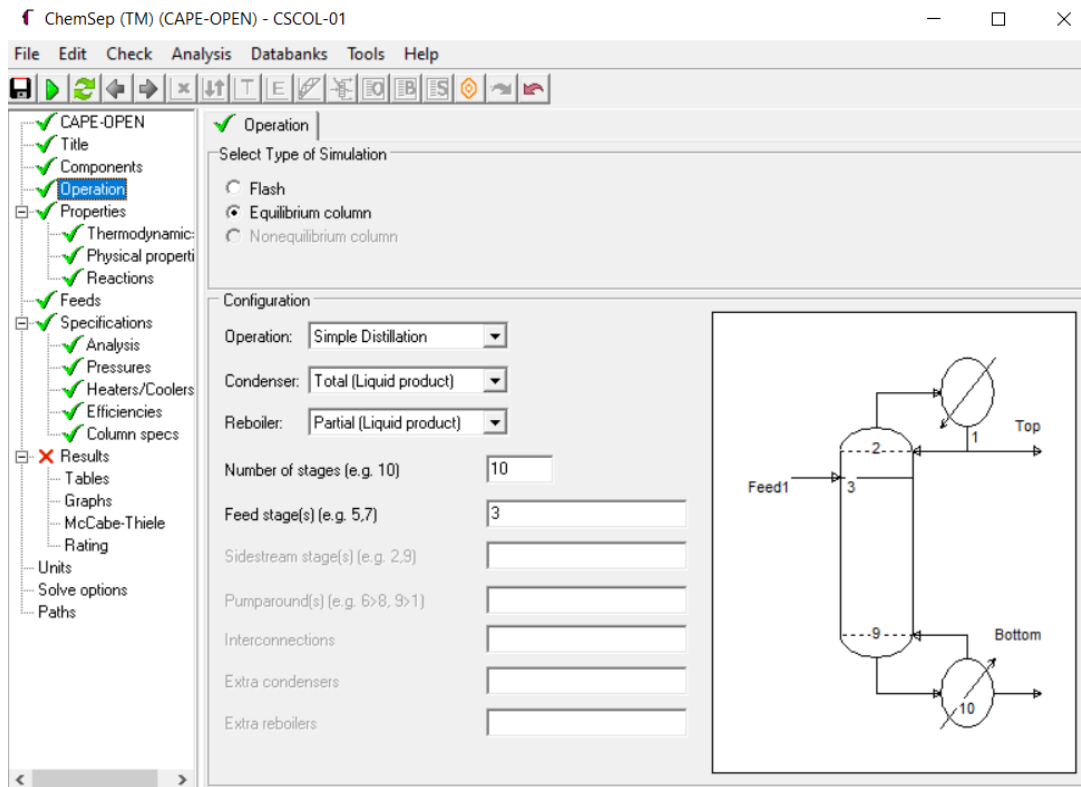 ChemSep (TM) (CAPE-OPEN) - CSCOL-01
File Edit Check Analysis Databanks Tools Help
CAPE-OPEN
Title
Components
Operation
Properties
Thermodynamic
Physical properti
Reactions
Feeds
Specifications
Analysis
Pressures
Heaters/Coolers
Efficiencies
Column specs
Results
Tables
Graphs
McCabe-Thiele
Rating
Units
Solve options
Paths
Operation
Select Type of Simulation
Flash
Equilibrium column
Nonequilibrium column
Configuration
Operation: Simple Distillation
Condenser: Total (Liquid product)
Reboiler: Partial (Liquid product)
Number of stages (e.g. 10) 10
Feed stage(s) (e.g. 5,7) 3
Sidestream stage(s) (e.g. 2,9)
Pumparound(s) (e.g. 6>8, 9>1)
Interconnections
Extra condensers
Extra reboilers
1
Top
2
Feed1
3
9
Bottom
10